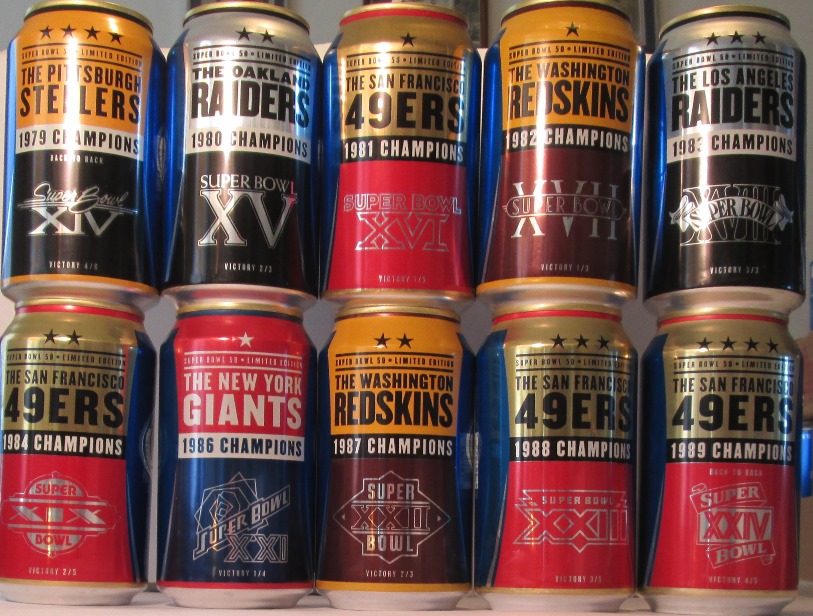 SUPER BOWL 50 • LIMITED EDITION
THE PITTSBURGH
STEELERS
1979 CHAMPIONS
BACK TO BACK
Super Bowl
XIV
VICTORY 4/6
SUPER BOWL 50 • LIMITED EDITION
THE OAKLAND
RAIDERS
1980 CHAMPIONS
SUPER BOWL
XV
VICTORY 2/3
SUPER BOWL 50 • LIMITED EDITION
THE SAN FRANCISCO
49ERS
1981 CHAMPIONS
SUPER BOWL
XVI
VICTORY 1/5
SUPER BOWL 50 • LIMITED EDITION
THE WASHINGTON
REDSKINS
1982 CHAMPIONS
SUPER BOWL
XVII
VICTORY 1/3
SUPER BOWL 50 • LIMITED EDITION
THE LOS ANGELES
RAIDERS
1983 CHAMPIONS
SUPER BOWL
XVIII
VICTORY 3/3
SUPER BOWL 50 • LIMITED EDITION
THE SAN FRANCISCO
49ERS
1984 CHAMPIONS
SUPER
XIX
BOWL
VICTORY 2/5
SUPER BOWL 50 • LIMITED EDITION
THE NEW YORK
GIANTS
1986 CHAMPIONS
SUPER BOWL
XXI
VICTORY 1/4
SUPER BOWL 50 • LIMITED EDITION
THE WASHINGTON
REDSKINS
1987 CHAMPIONS
SUPER
XXII
BOWL
VICTORY 2/3
SUPER BOWL 50 • LIMITED EDITION
THE SAN FRANCISCO
49ERS
1988 CHAMPIONS
SUPER BOWL
XXIII
VICTORY 3/5
SUPER BOWL 50 • LIMITED EDITION
THE SAN FRANCISCO
49ERS
1989 CHAMPIONS
BACK TO BACK
SUPER
XXIV
BOWL
VICTORY 4/5